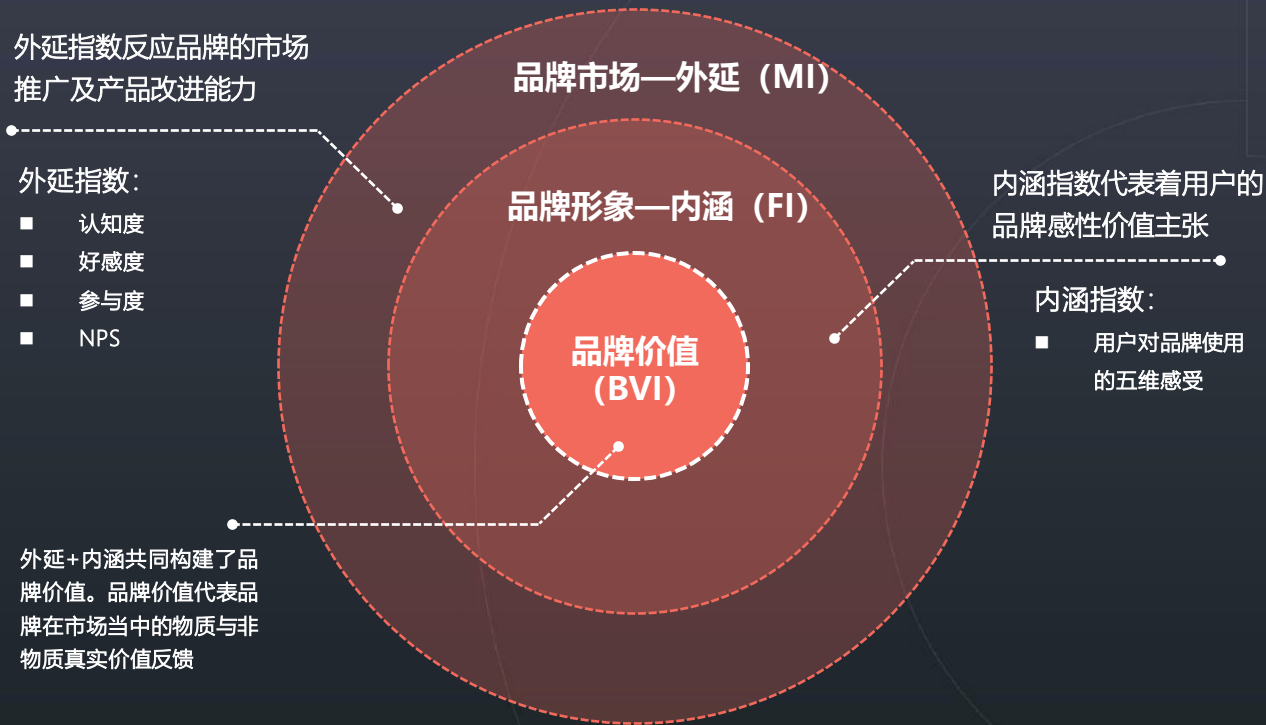 外延指数反应品牌的市场
推广及产品改进能力
外延指数：
■ 认知度
■ 好感度
■ 参与度
■ NPS
品牌市场—外延（MI）
品牌形象—内涵（FI）
品牌价值
（BVI）
内涵指数代表着用户的
品牌感性价值主张
内涵指数：
■ 用户对品牌使用
的五维感受
外延+内涵共同构建了品
牌价值。品牌价值代表品
牌在市场当中的物质与非
物质真实价值反馈